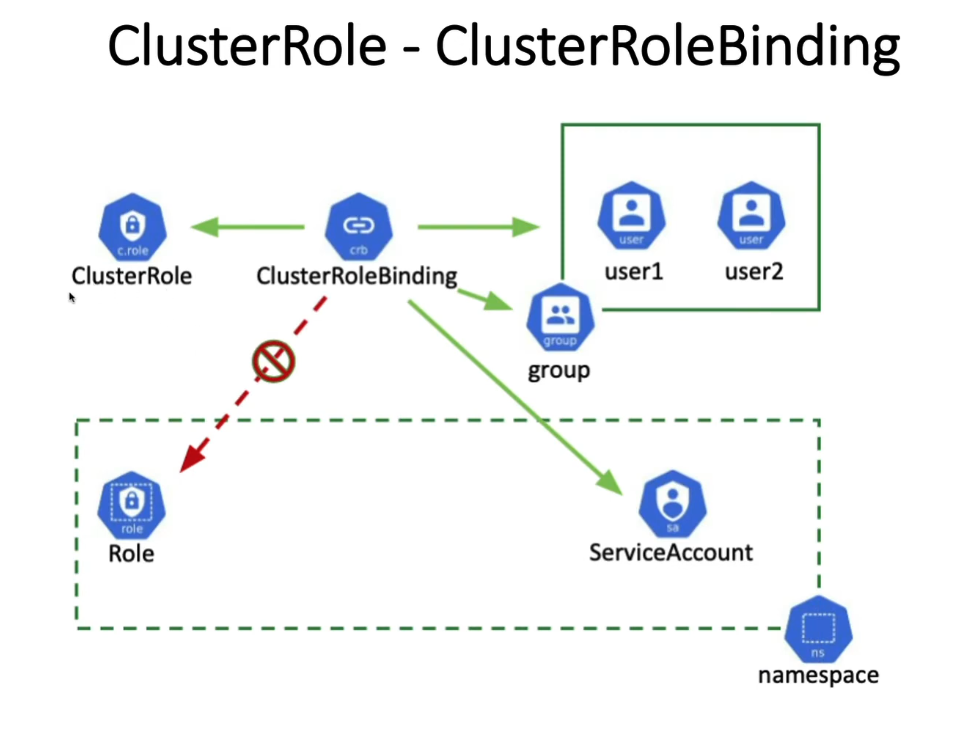 ClusterRole - ClusterRoleBinding
c.role
ClusterRole
crb
ClusterRoleBinding
user
user1
user
user2
group
group
role
Role
sa
ServiceAccount
ns
namespace